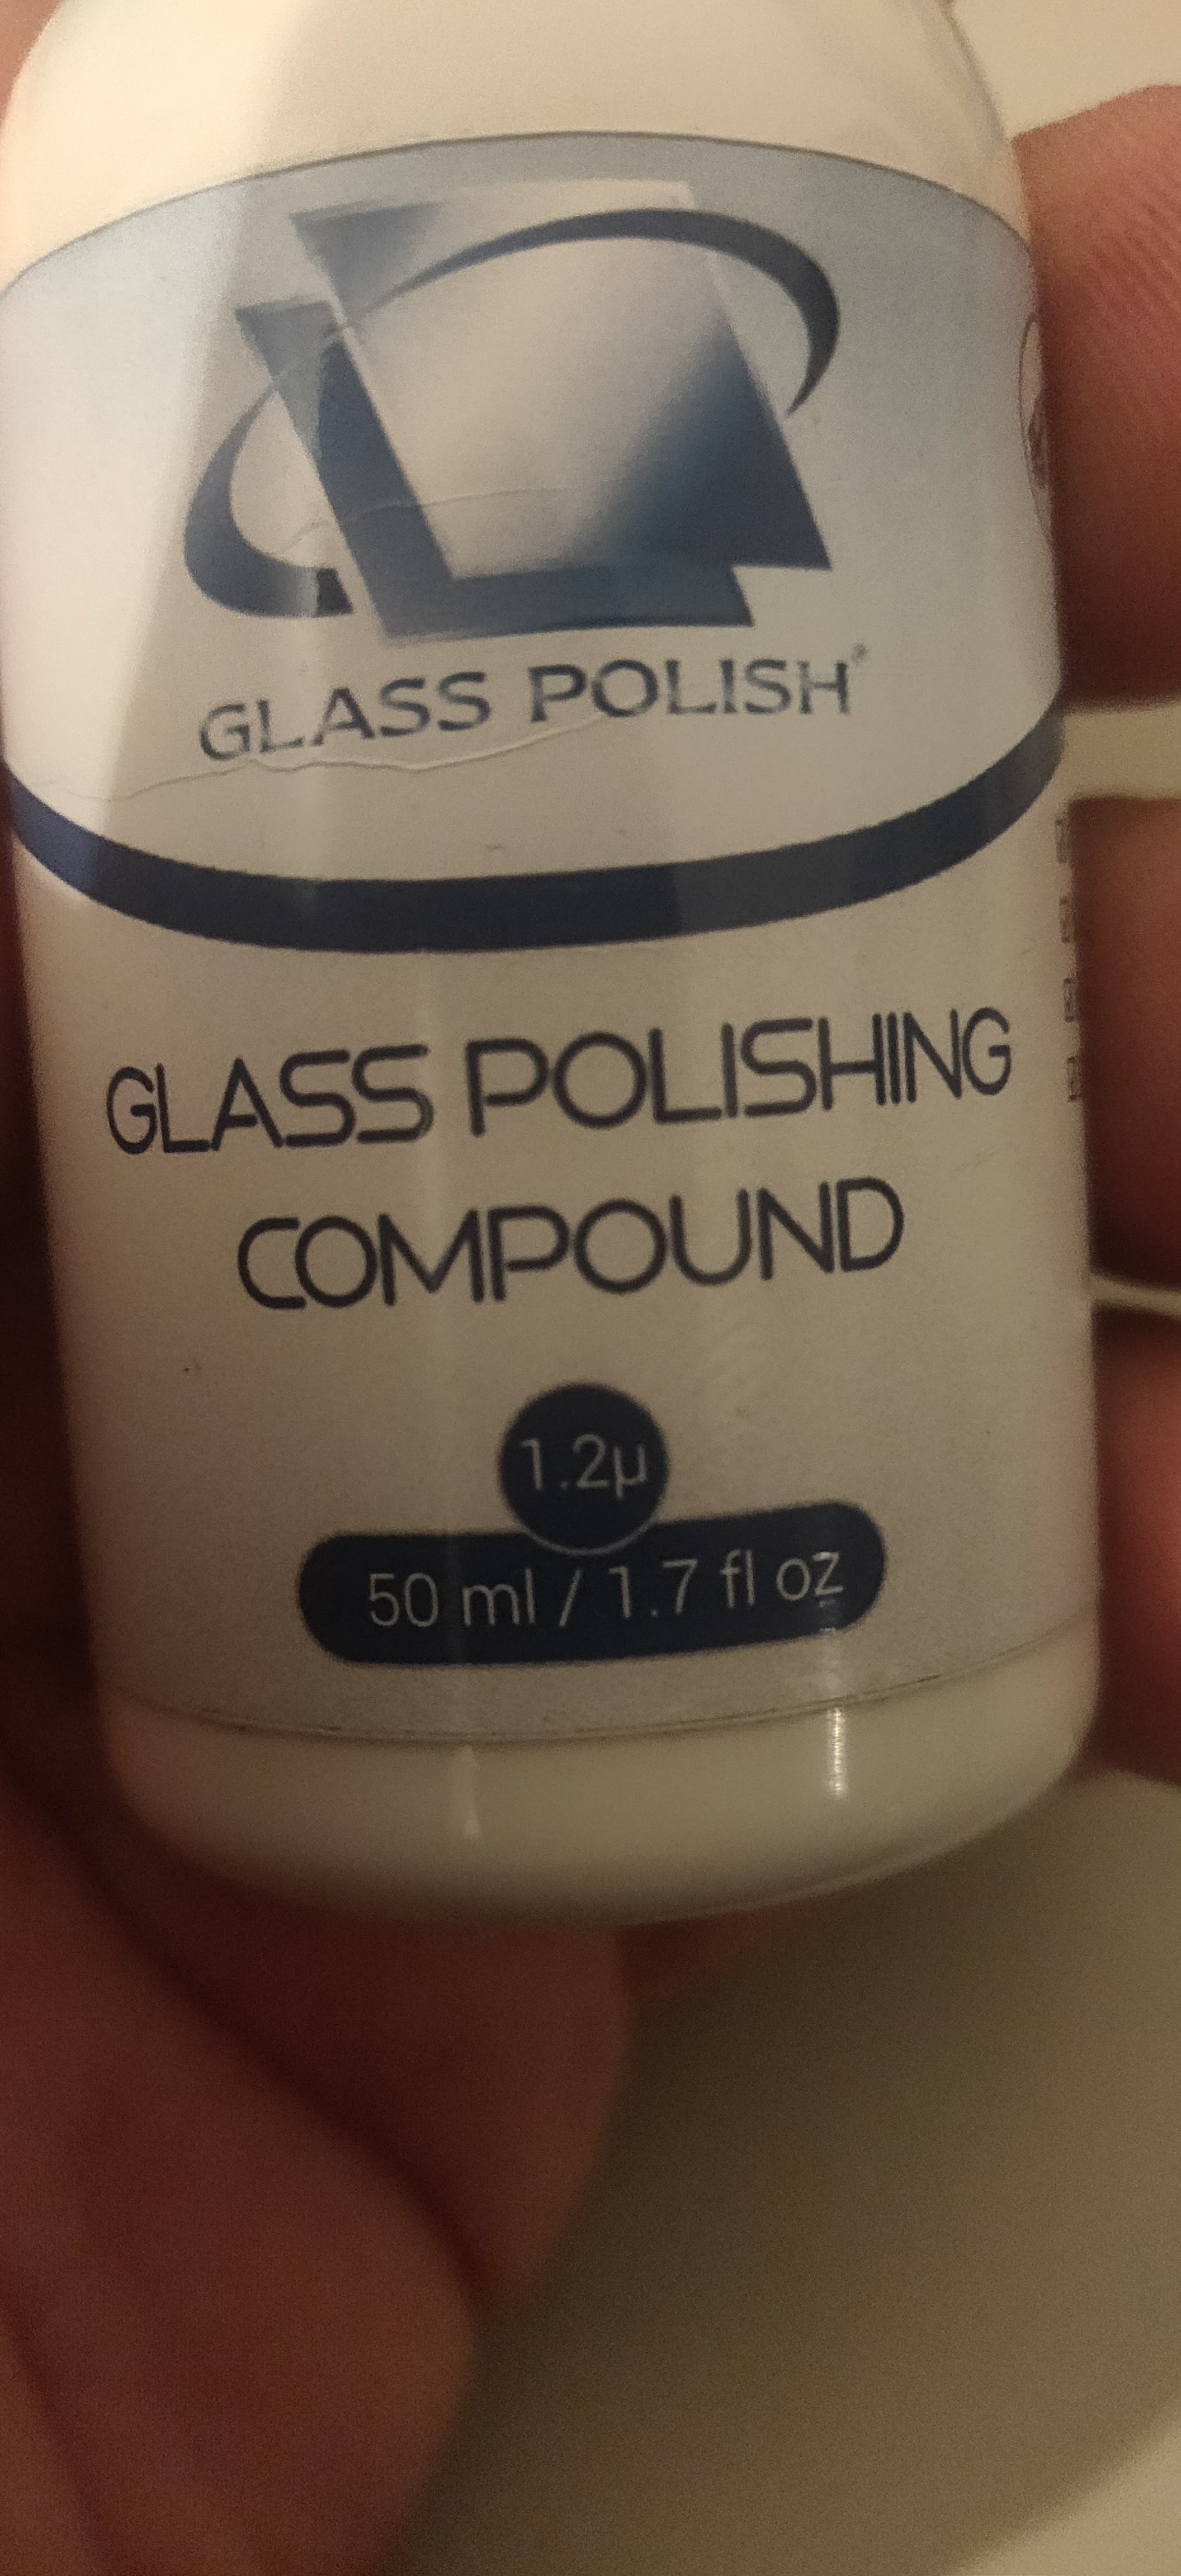 GLASS POLISH®
GLASS POLISHING
COMPOUND
1.2µ
50 ml / 1.7 fl oz